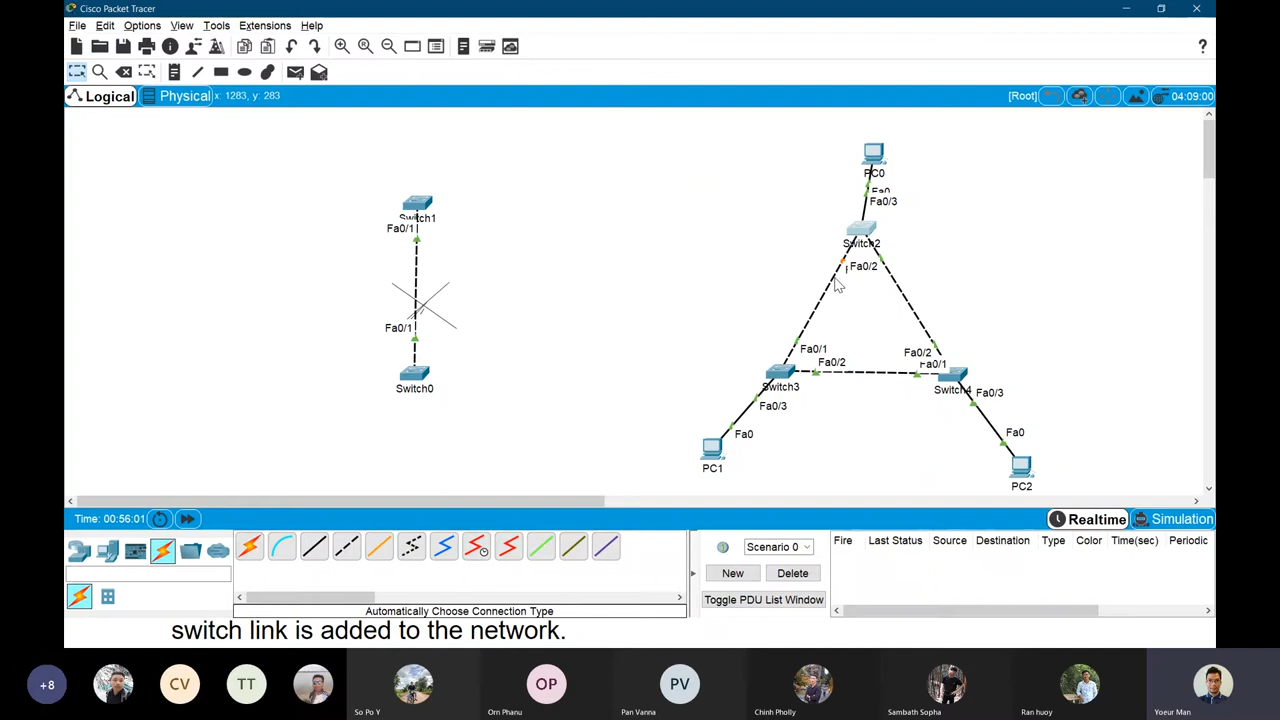 Cisco Packet Tracer
File Edit Options View Tools Extensions Help
Logical Physical x: 1283, y: 283 [Root] 04:09:00
PC0
Fa0
Fa0/3
Switch1
Fa0/1
Switch2
Fa0/2
Fa0/1
Switch0
Fa0/1
Fa0/2
Switch3
Fa0/3
Fa0/2
Fa0/1
Switch4
Fa0/3
Fa0
PC1
Fa0
PC2
Time: 00:56:01 Realtime Simulation
Scenario 0
New Delete
Toggle PDU List Window
Fire Last Status Source Destination Type Color Time(sec) Periodic
Automatically Choose Connection Type
switch link is added to the network.
+8 CV TT OP PV
So Po Y Orn Phanu Pan Vanna Chinh Pholly Sambath Sopha Ran huoy Yoeur Man